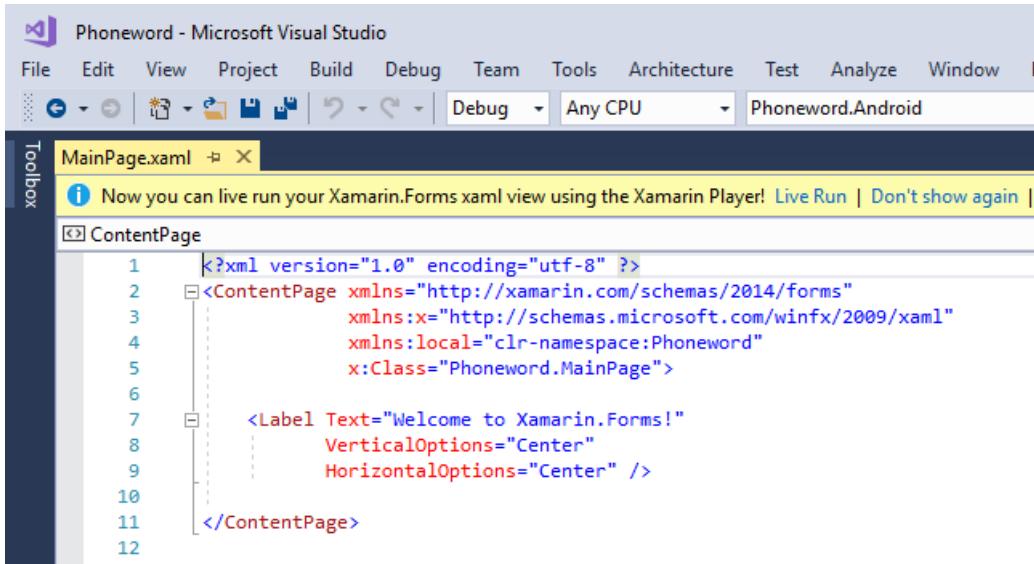 Phoneword - Microsoft Visual Studio
File Edit View Project Build Debug Team Tools Architecture Test Analyze Window
Debug Any CPU Phoneword.Android
Toolbox
MainPage.xaml
Now you can live run your Xamarin.Forms xaml view using the Xamarin Player! Live Run | Don't show again |
ContentPage
1 <?xml version="1.0" encoding="utf-8" ?>
2 <ContentPage xmlns="http://xamarin.com/schemas/2014/forms"
3 xmlns:x="http://schemas.microsoft.com/winfx/2009/xaml"
4 xmlns:local="clr-namespace:Phoneword"
5 x:Class="Phoneword.MainPage">
6
7 <Label Text="Welcome to Xamarin.Forms!"
8 VerticalOptions="Center"
9 HorizontalOptions="Center" />
10
11 </ContentPage>
12